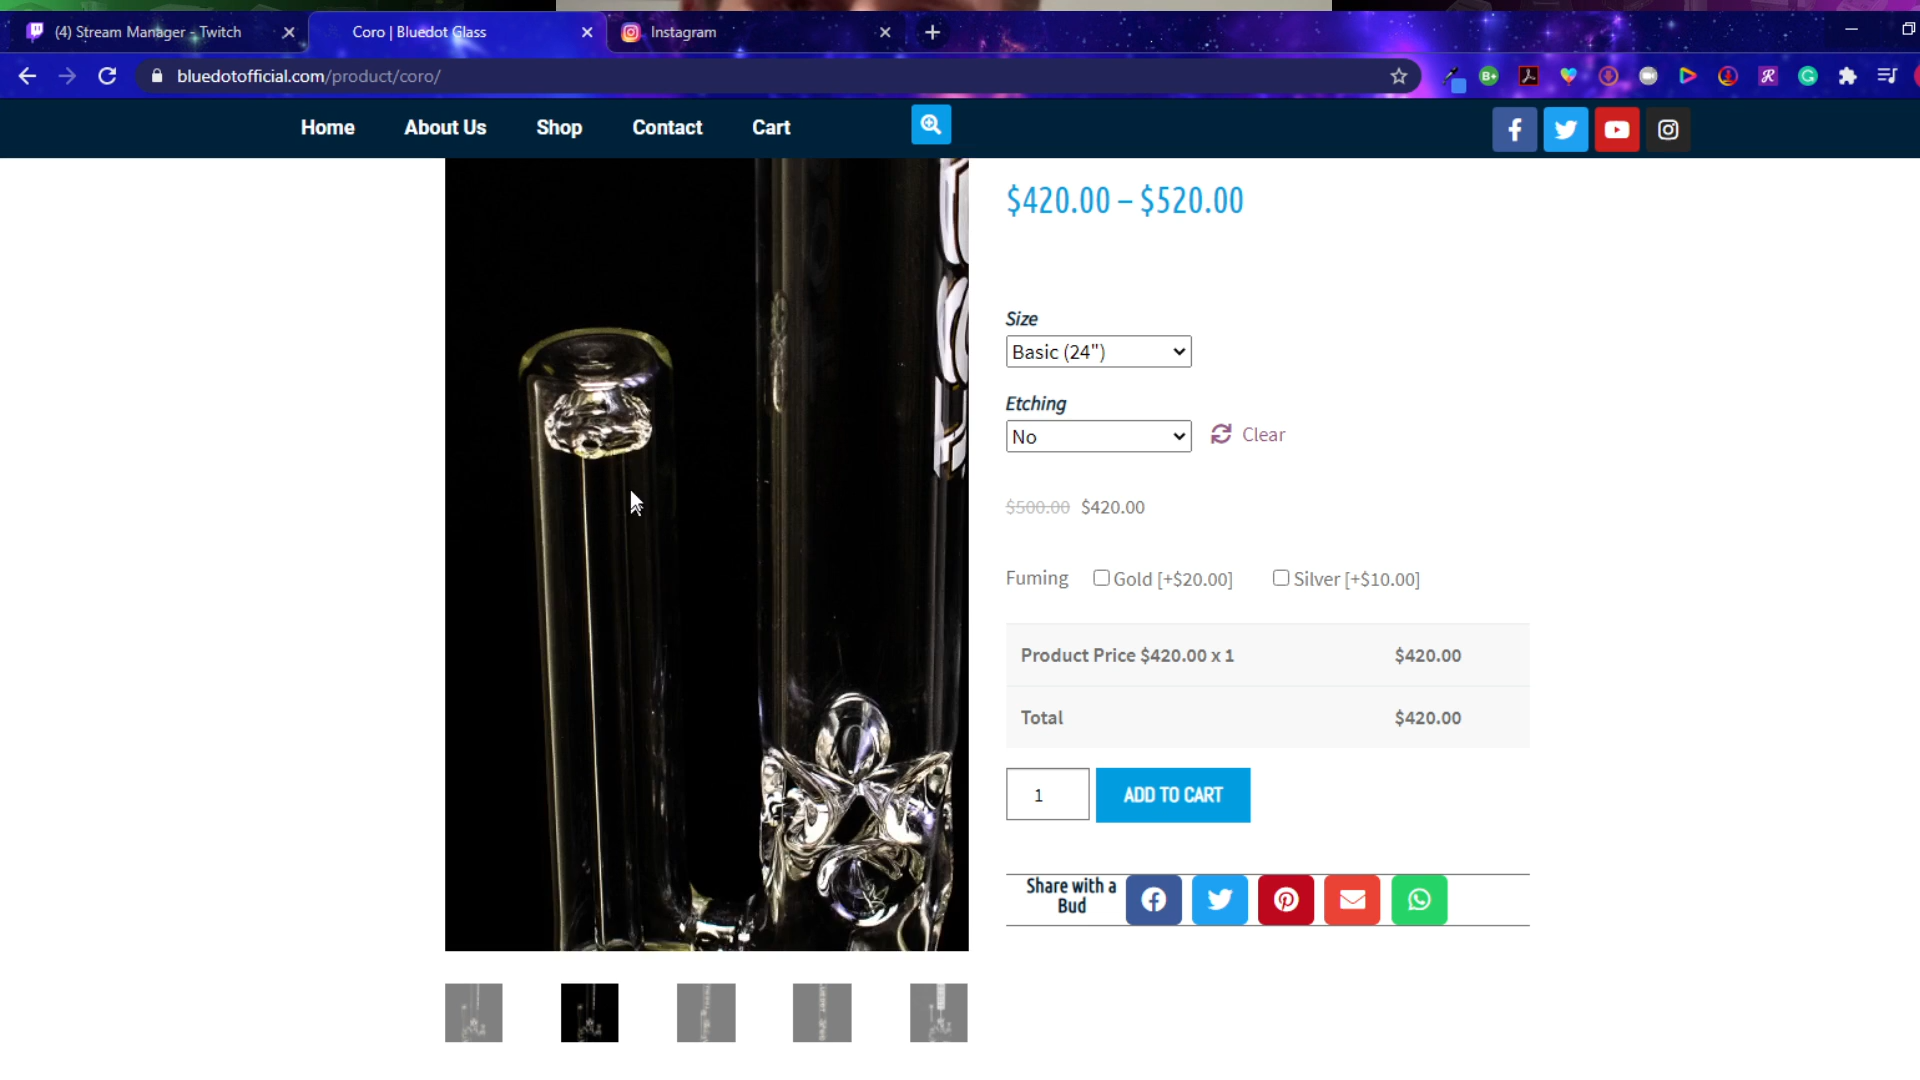 (4) Stream Manager - Twitch
Coro | Bluedot Glass
Instagram
bluedotofficial.com/product/coro/
Home
About Us
Shop
Contact
Cart
$420.00 – $520.00
Size
Basic (24")
Etching
No
Clear
$500.00 $420.00
Fuming
Gold [+$20.00]
Silver [+$10.00]
Product Price $420.00 x 1
$420.00
Total
$420.00
1
ADD TO CART
Share with a
Bud